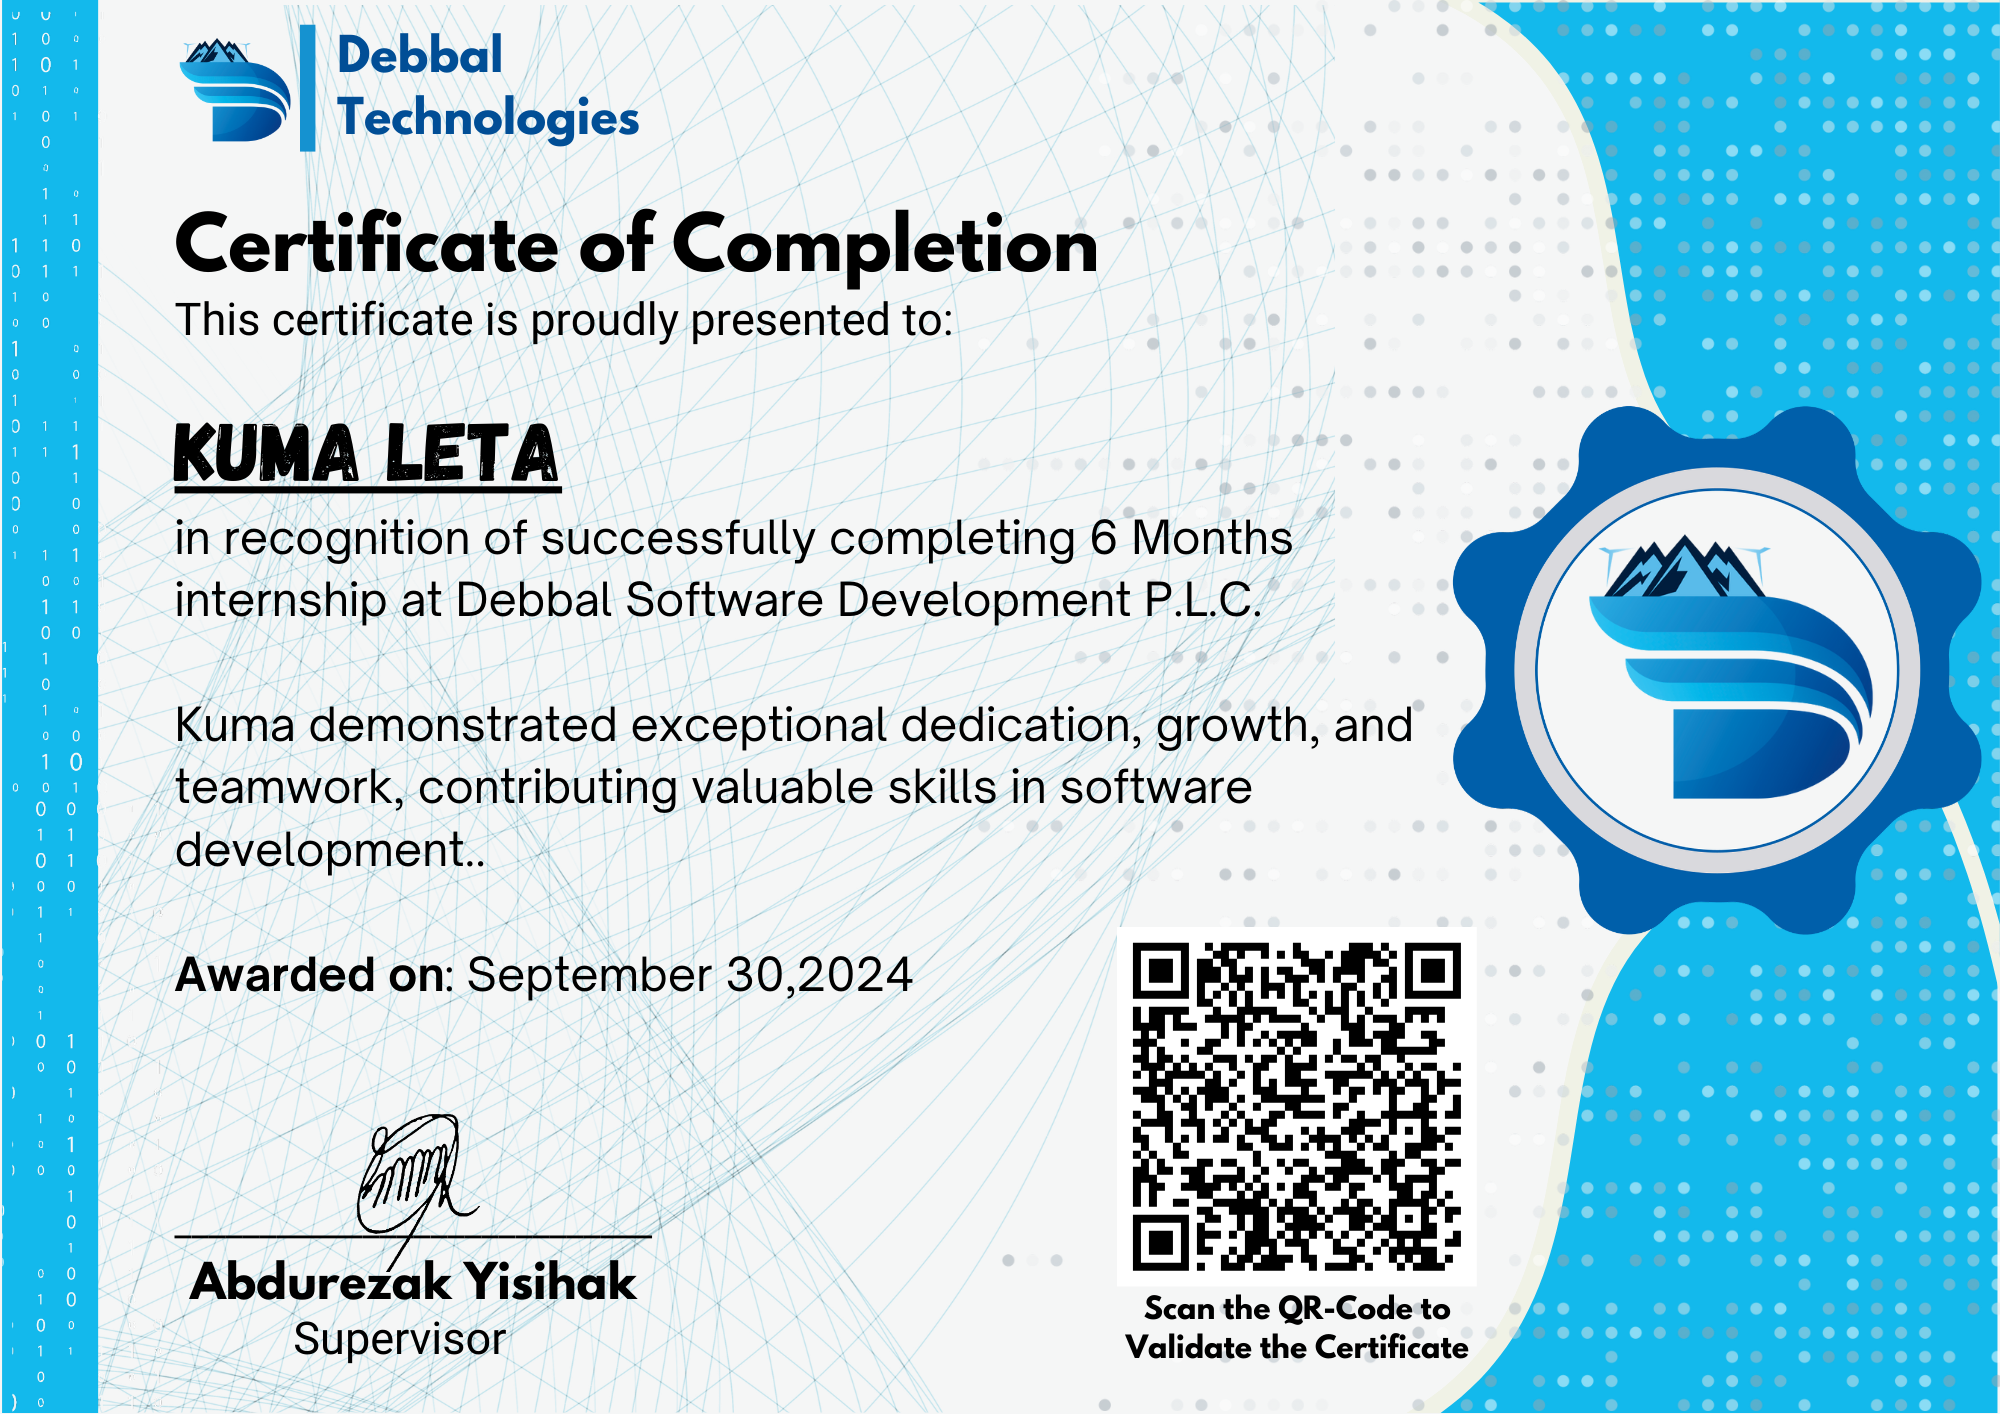 Debbal
Technologies
Certificate of Completion
This certificate is proudly presented to:
KUMA LETA
in recognition of successfully completing 6 Months
internship at Debbal Software Development P.L.C.
Kuma demonstrated exceptional dedication, growth, and
teamwork, contributing valuable skills in software
development..
Awarded on: September 30,2024
Abdurezak Yisihak
Supervisor
Scan the QR-Code to
Validate the Certificate